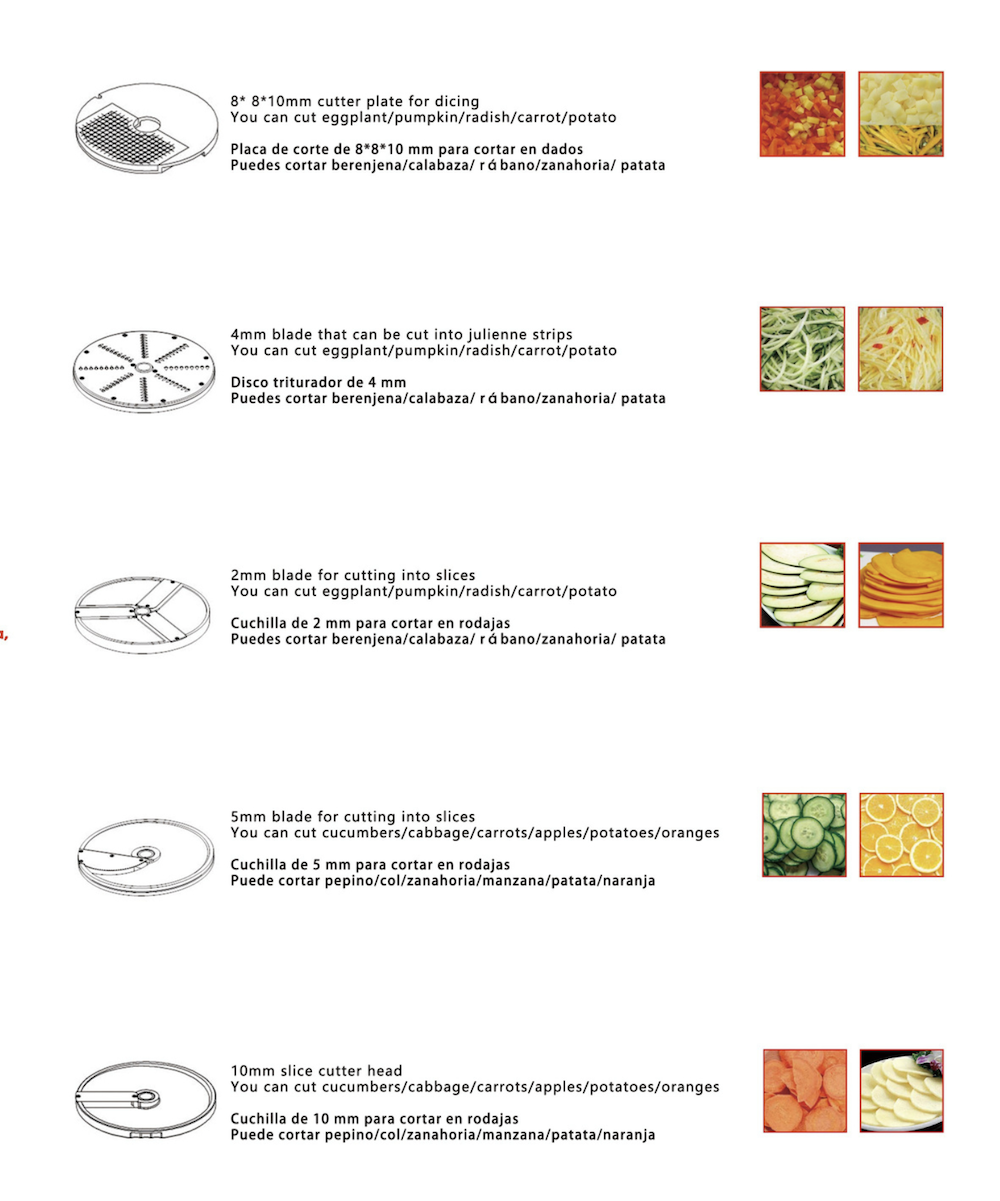 8* 8*10mm cutter plate for dicing
You can cut eggplant/pumpkin/radish/carrot/potato
Placa de corte de 8*8*10 mm para cortar en dados
Puedes cortar berenjena/calabaza/ rábano/zanahoria/ patata
4mm blade that can be cut into julienne strips
You can cut eggplant/pumpkin/radish/carrot/potato
Disco triturador de 4 mm
Puedes cortar berenjena/calabaza/ rábano/zanahoria/ patata
2mm blade for cutting into slices
You can cut eggplant/pumpkin/radish/carrot/potato
Cuchilla de 2 mm para cortar en rodajas
Puedes cortar berenjena/calabaza/ rábano/zanahoria/ patata
5mm blade for cutting into slices
You can cut cucumbers/cabbage/carrots/apples/potatoes/oranges
Cuchilla de 5 mm para cortar en rodajas
Puede cortar pepino/col/zanahoria/manzana/patata/naranja
10mm slice cutter head
You can cut cucumbers/cabbage/carrots/apples/potatoes/oranges
Cuchilla de 10 mm para cortar en rodajas
Puede cortar pepino/col/zanahoria/manzana/patata/naranja